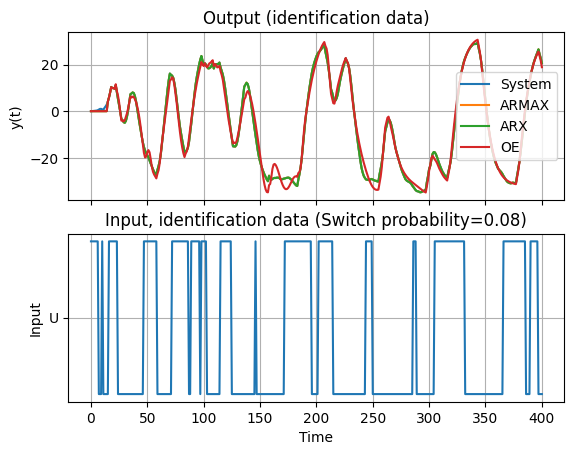 Output (identification data)
20
0
−20
y(t)
System
ARMAX
ARX
OE
Input, identification data (Switch probability=0.08)
U
Input
0
50
100
150
200
250
300
350
400
Time